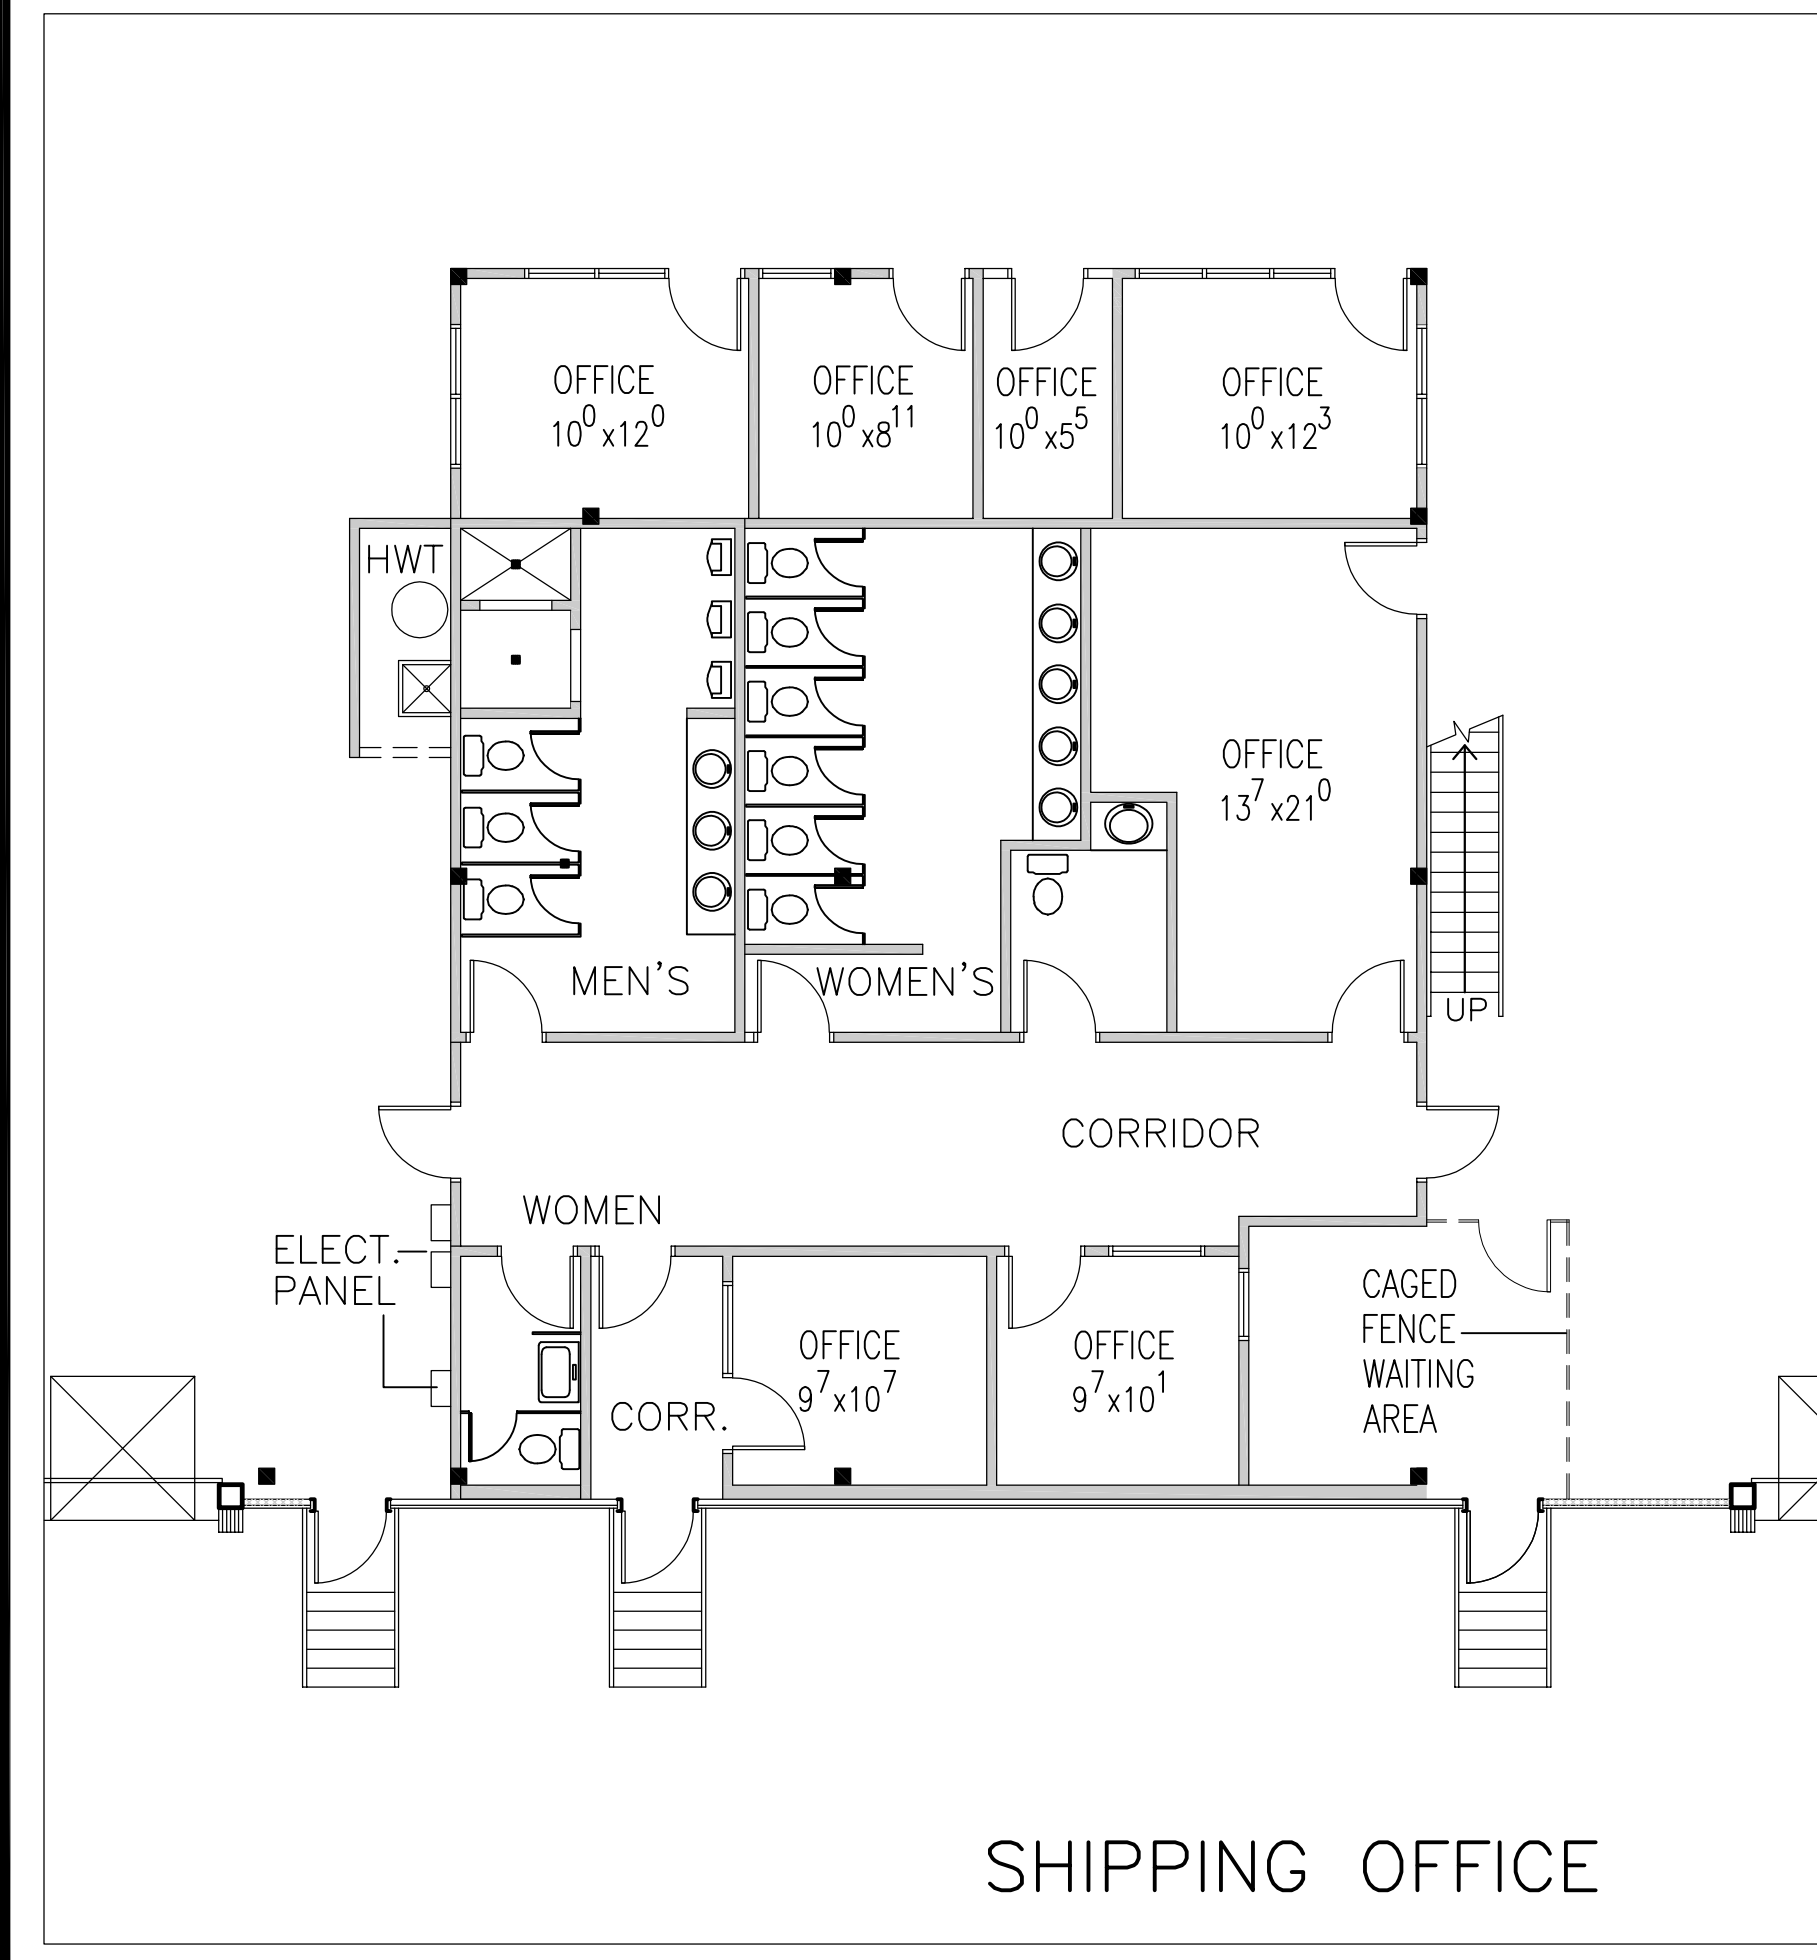 OFFICE
10⁰x12⁰
OFFICE
10⁰x8¹¹
OFFICE
10⁰x5⁵
OFFICE
10⁰x12³
HWT
OFFICE
13⁷x21⁰
MEN'S
WOMEN'S
UP
CORRIDOR
WOMEN
ELECT.
PANEL
OFFICE
9⁷x10⁷
OFFICE
9⁷x10¹
CORR.
CAGED
FENCE
WAITING
AREA
SHIPPING OFFICE